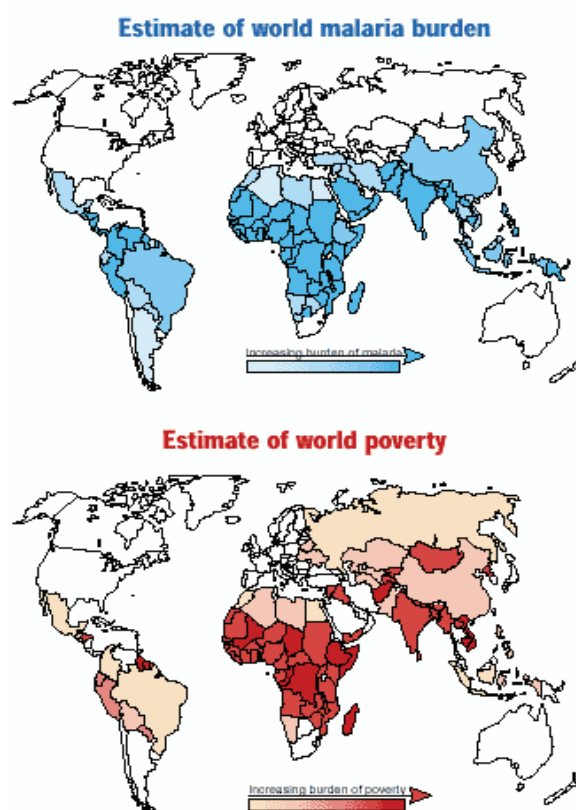 Estimate of world malaria burden
Increasing burden of malaria
Estimate of world poverty
Increasing burden of poverty